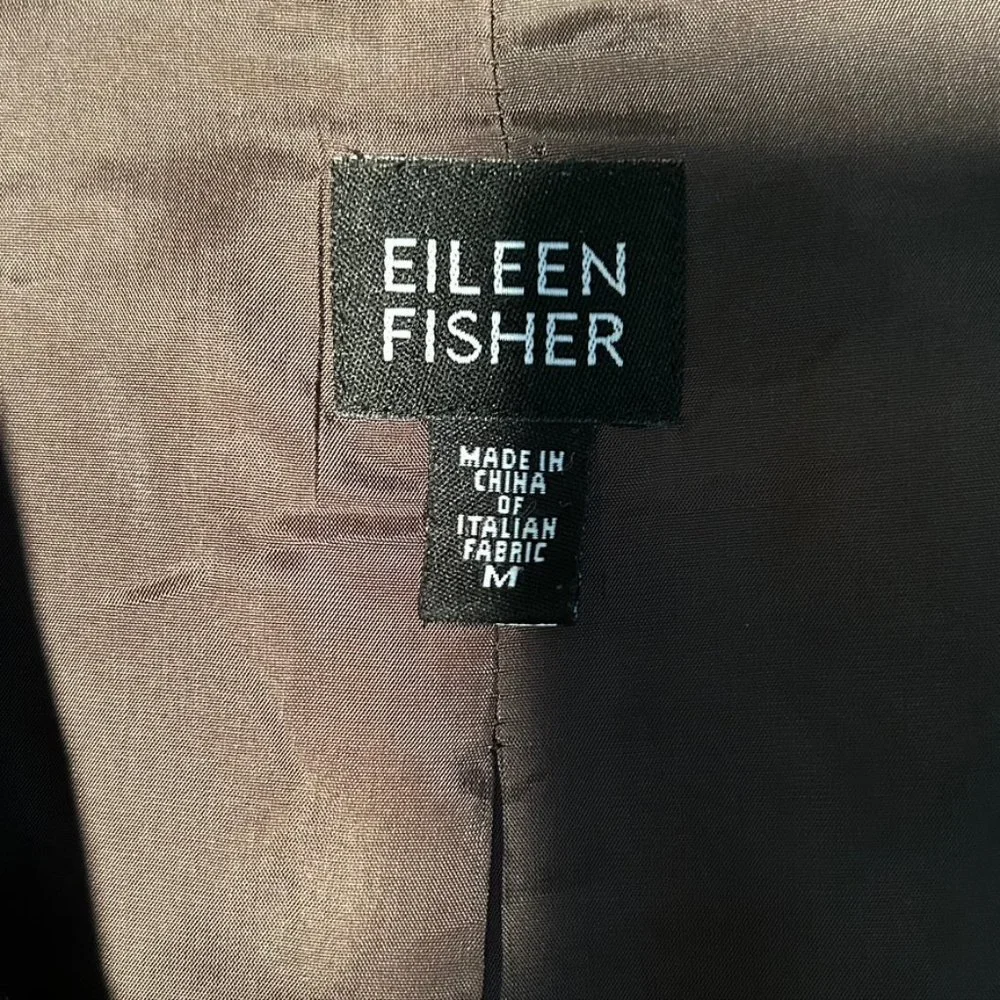 EILEEN
FISHER
MADE IN
CHINA
OF
ITALIAN
FABRIC
M